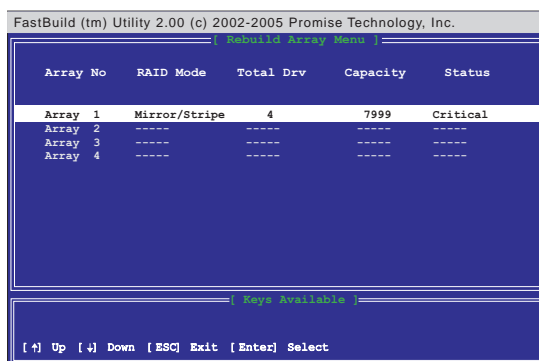 FastBuild (tm) Utility 2.00 (c) 2002-2005 Promise Technology, Inc.
[ Rebuild Array Menu ]
Array No RAID Mode Total Drv Capacity Status
Array 1 Mirror/Stripe 4 7999 Critical
Array 2 ----- ----- ----- -----
Array 3 ----- ----- ----- -----
Array 4 ----- ----- ----- -----
[ Keys Available ]
[↑] Up [↓] Down [ESC] Exit [Enter] Select